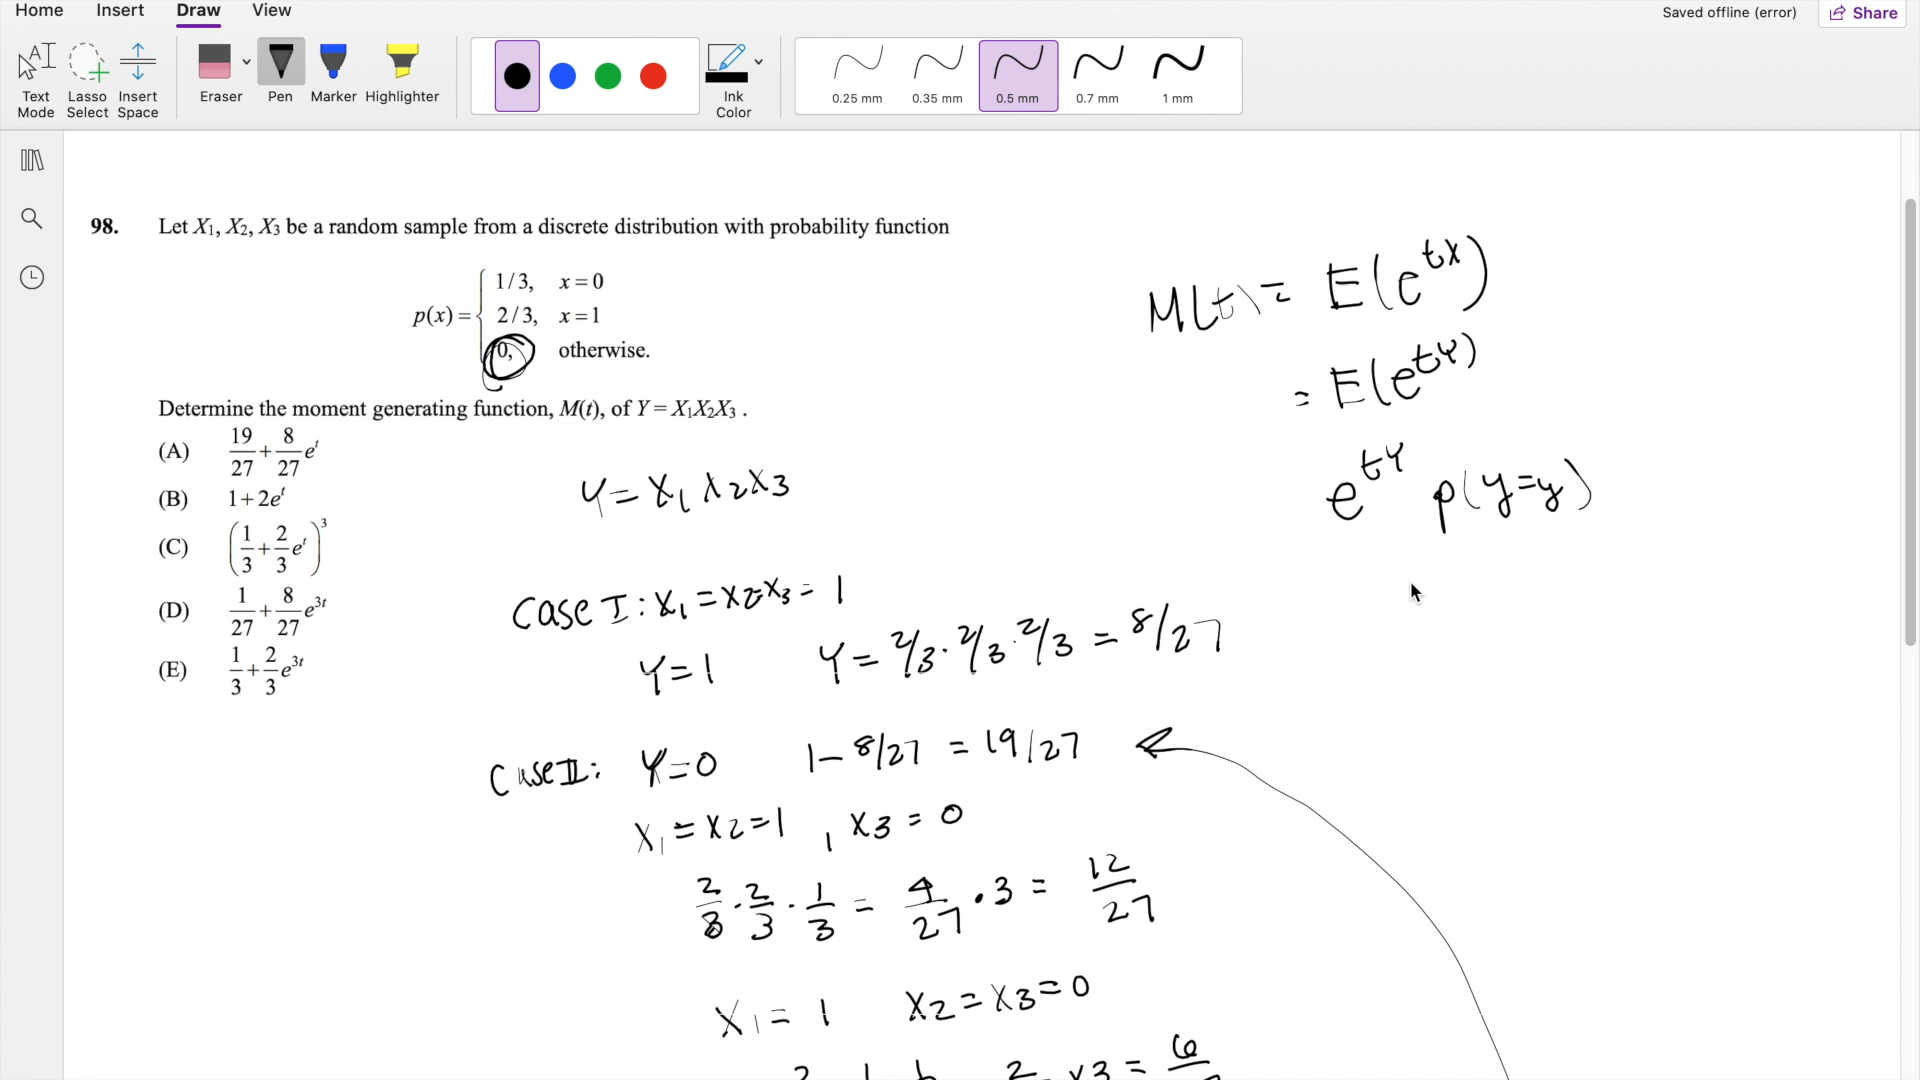 Home Insert Draw View
Saved offline (error) Share
Text Mode
Lasso Select
Insert Space
Eraser
Pen
Marker
Highlighter
Ink Color
0.25 mm
0.35 mm
0.5 mm
0.7 mm
1 mm
98. Let X1, X2, X3 be a random sample from a discrete distribution with probability function
p(x) = { 1/3, x = 0
2/3, x = 1
0, otherwise.
Determine the moment generating function, M(t), of Y = X1X2X3 .
(A) 19/27 + 8/27 e^t
(B) 1 + 2e^t
(C) (1/3 + 2/3 e^t)^3
(D) 1/27 + 8/27 e^3t
(E) 1/3 + 2/3 e^3t
M(t) = E(e^tX)
= E(e^tY)
e^tY p(y=y)
Y = X1 X2 X3
Case I: X1 = X2 = X3 = 1
Y = 1 Y = 2/3 · 2/3 · 2/3 = 8/27
Case II: Y = 0 1 - 8/27 = 19/27
X1 = X2 = 1 , X3 = 0
2/3 · 2/3 · 1/3 = 4/27 · 3 = 12/27
X1 = 1 X2 = X3 = 0